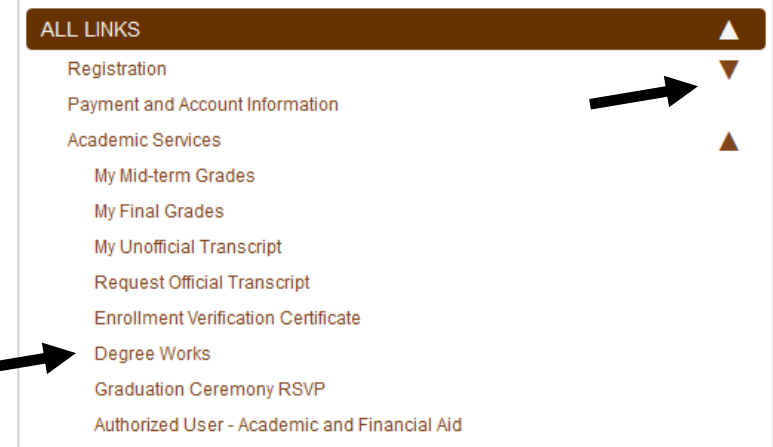 ALL LINKS
Registration
Payment and Account Information
Academic Services
My Mid-term Grades
My Final Grades
My Unofficial Transcript
Request Official Transcript
Enrollment Verification Certificate
Degree Works
Graduation Ceremony RSVP
Authorized User - Academic and Financial Aid